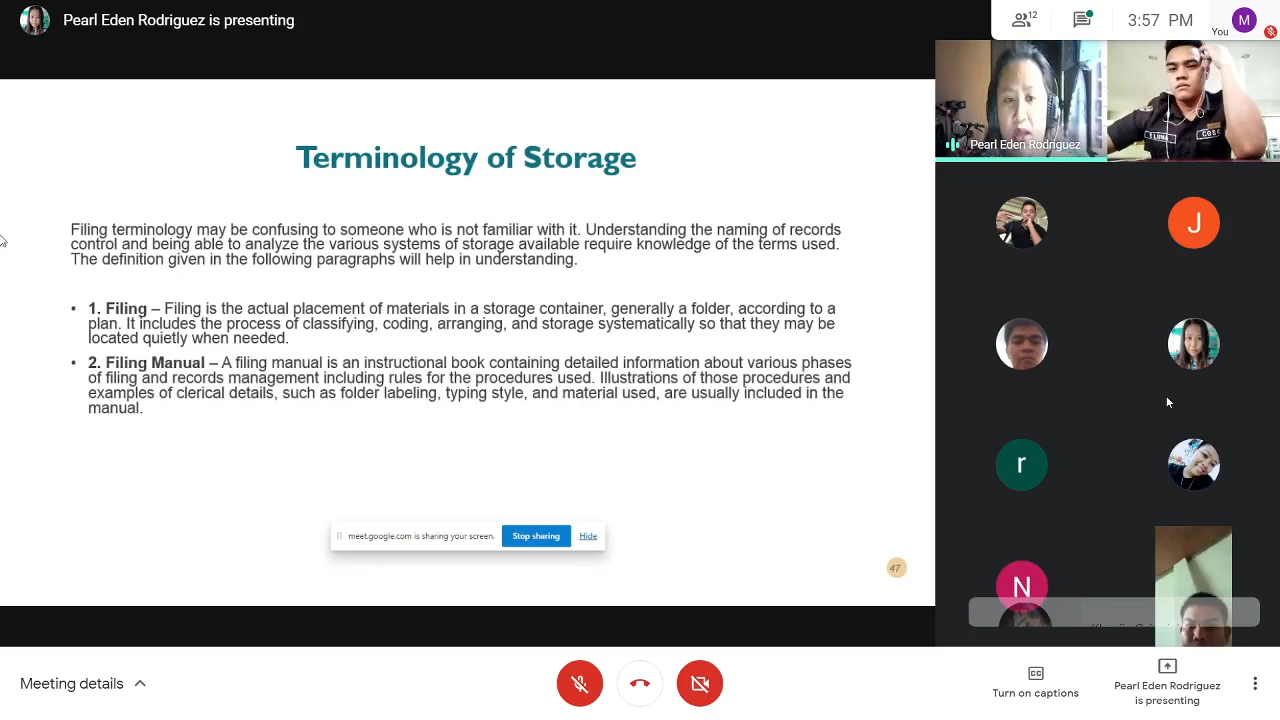 Pearl Eden Rodriguez is presenting
12
3:57 PM
You
M
Terminology of Storage
Filing terminology may be confusing to someone who is not familiar with it. Understanding the naming of records
control and being able to analyze the various systems of storage available require knowledge of the terms used.
The definition given in the following paragraphs will help in understanding.
• 1. Filing – Filing is the actual placement of materials in a storage container, generally a folder, according to a
plan. It includes the process of classifying, coding, arranging, and storage systematically so that they may be
located quietly when needed.
• 2. Filing Manual – A filing manual is an instructional book containing detailed information about various phases
of filing and records management including rules for the procedures used. Illustrations of those procedures and
examples of clerical details, such as folder labeling, typing style, and material used, are usually included in the
manual.
meet.google.com is sharing your screen.
Stop sharing
Hide
47
Pearl Eden Rodriguez
J
r
N
Meeting details
CC
Turn on captions
Pearl Eden Rodriguez
is presenting